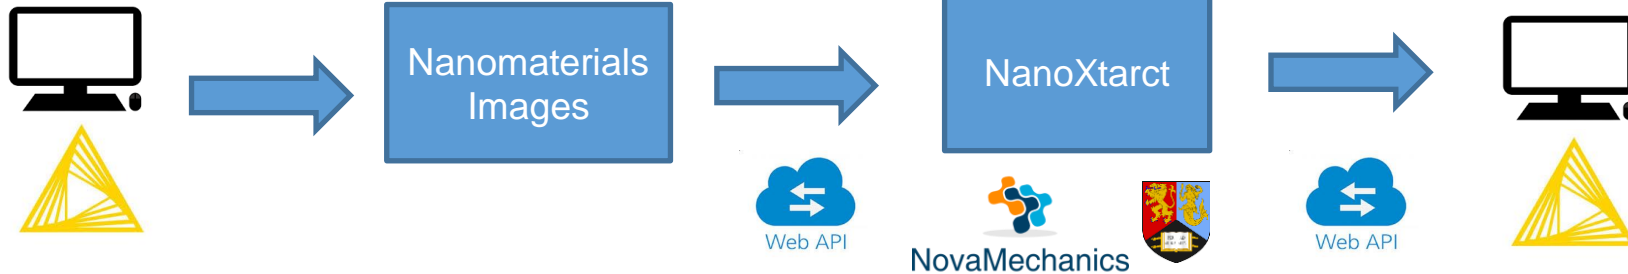 Nanomaterials
Images
NanoXtarct
Web API
NovaMechanics
Web API